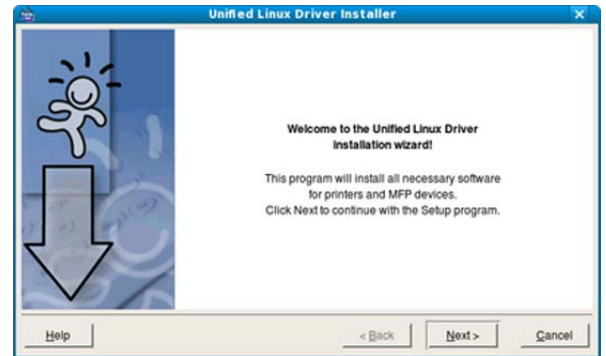 Unified Linux Driver Installer
Welcome to the Unified Linux Driver
installation wizard!
This program will install all necessary software
for printers and MFP devices.
Click Next to continue with the Setup program.
Help
< Back
Next >
Cancel